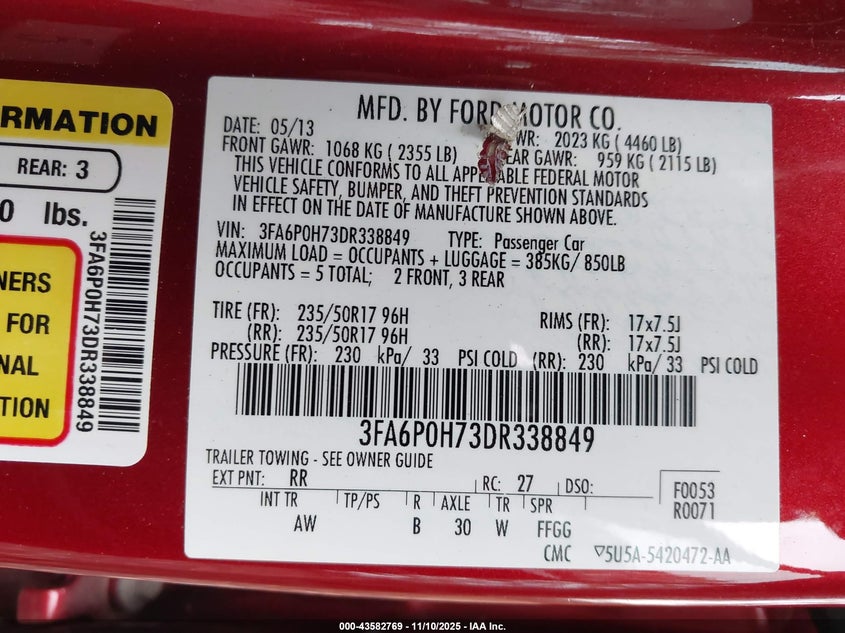 RMATION
REAR: 3
0 lbs.
NERS
FOR
NAL
TION
3FA6P0H73DR338849
MFD. BY FORD MOTOR CO.
DATE: 05/13
WR: 2023 KG ( 4460 LB)
FRONT GAWR: 1068 KG ( 2355 LB)
EAR GAWR: 959 KG ( 2115 LB)
THIS VEHICLE CONFORMS TO ALL APPLICABLE FEDERAL MOTOR
VEHICLE SAFETY, BUMPER, AND THEFT PREVENTION STANDARDS
IN EFFECT ON THE DATE OF MANUFACTURE SHOWN ABOVE.
VIN: 3FA6P0H73DR338849 TYPE: Passenger Car
MAXIMUM LOAD = OCCUPANTS + LUGGAGE = 385KG/ 850LB
OCCUPANTS = 5 TOTAL; 2 FRONT, 3 REAR
TIRE (FR): 235/50R17 96H RIMS (FR): 17x7.5J
(RR): 235/50R17 96H (RR): 17x7.5J
PRESSURE (FR): 230 kPa/ 33 PSI COLD (RR): 230 kPa/ 33 PSI COLD
3FA6P0H73DR338849
TRAILER TOWING - SEE OWNER GUIDE
EXT PNT: RR RC: 27 DSO: F0053
R0071
INT TR TP/PS R AXLE TR SPR
AW B 30 W FFGG
CMC ▽5U5A-5420472-AA
000-43582769 - 11/10/2025 - IAA Inc.